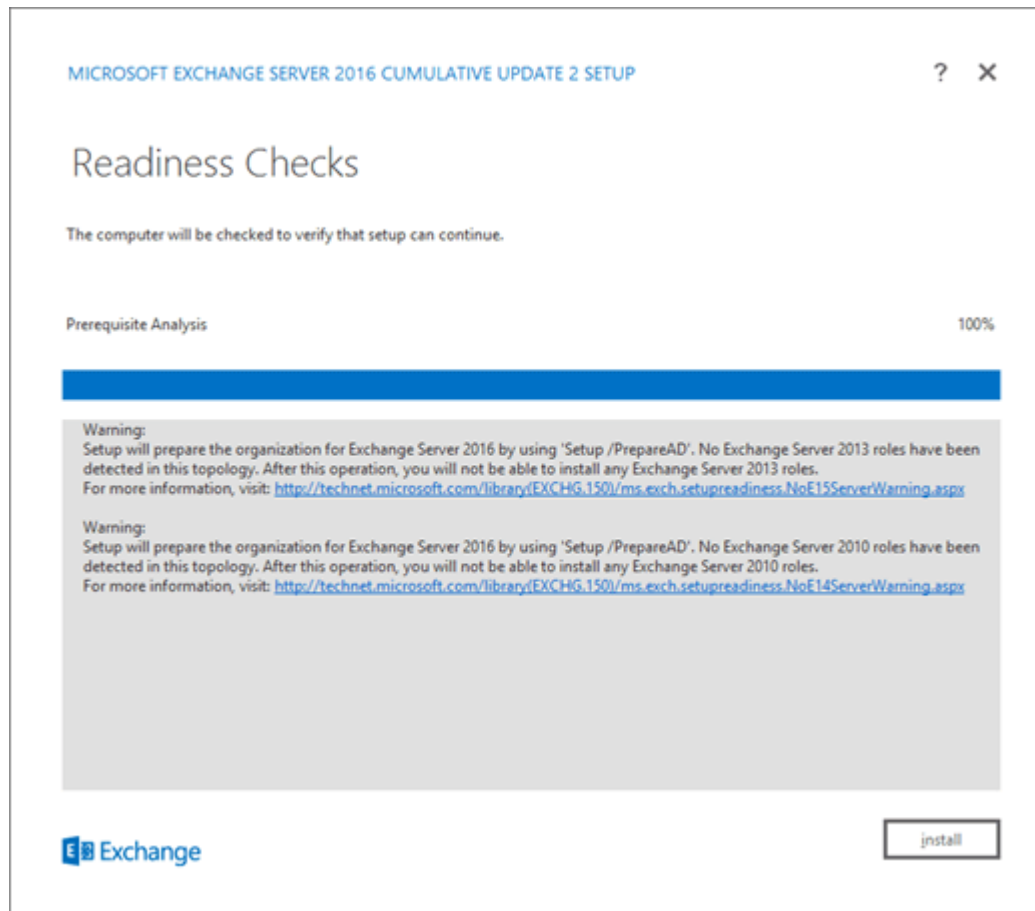 MICROSOFT EXCHANGE SERVER 2016 CUMULATIVE UPDATE 2 SETUP ? ✕
Readiness Checks
The computer will be checked to verify that setup can continue.
Prerequisite Analysis 100%
Warning:
Setup will prepare the organization for Exchange Server 2016 by using 'Setup /PrepareAD'. No Exchange Server 2013 roles have been
detected in this topology. After this operation, you will not be able to install any Exchange Server 2013 roles.
For more information, visit: http://technet.microsoft.com/library(EXCHG.150)/ms.exch.setupreadiness.NoE15ServerWarning.aspx
Warning:
Setup will prepare the organization for Exchange Server 2016 by using 'Setup /PrepareAD'. No Exchange Server 2010 roles have been
detected in this topology. After this operation, you will not be able to install any Exchange Server 2010 roles.
For more information, visit: http://technet.microsoft.com/library(EXCHG.150)/ms.exch.setupreadiness.NoE14ServerWarning.aspx
E Exchange
install